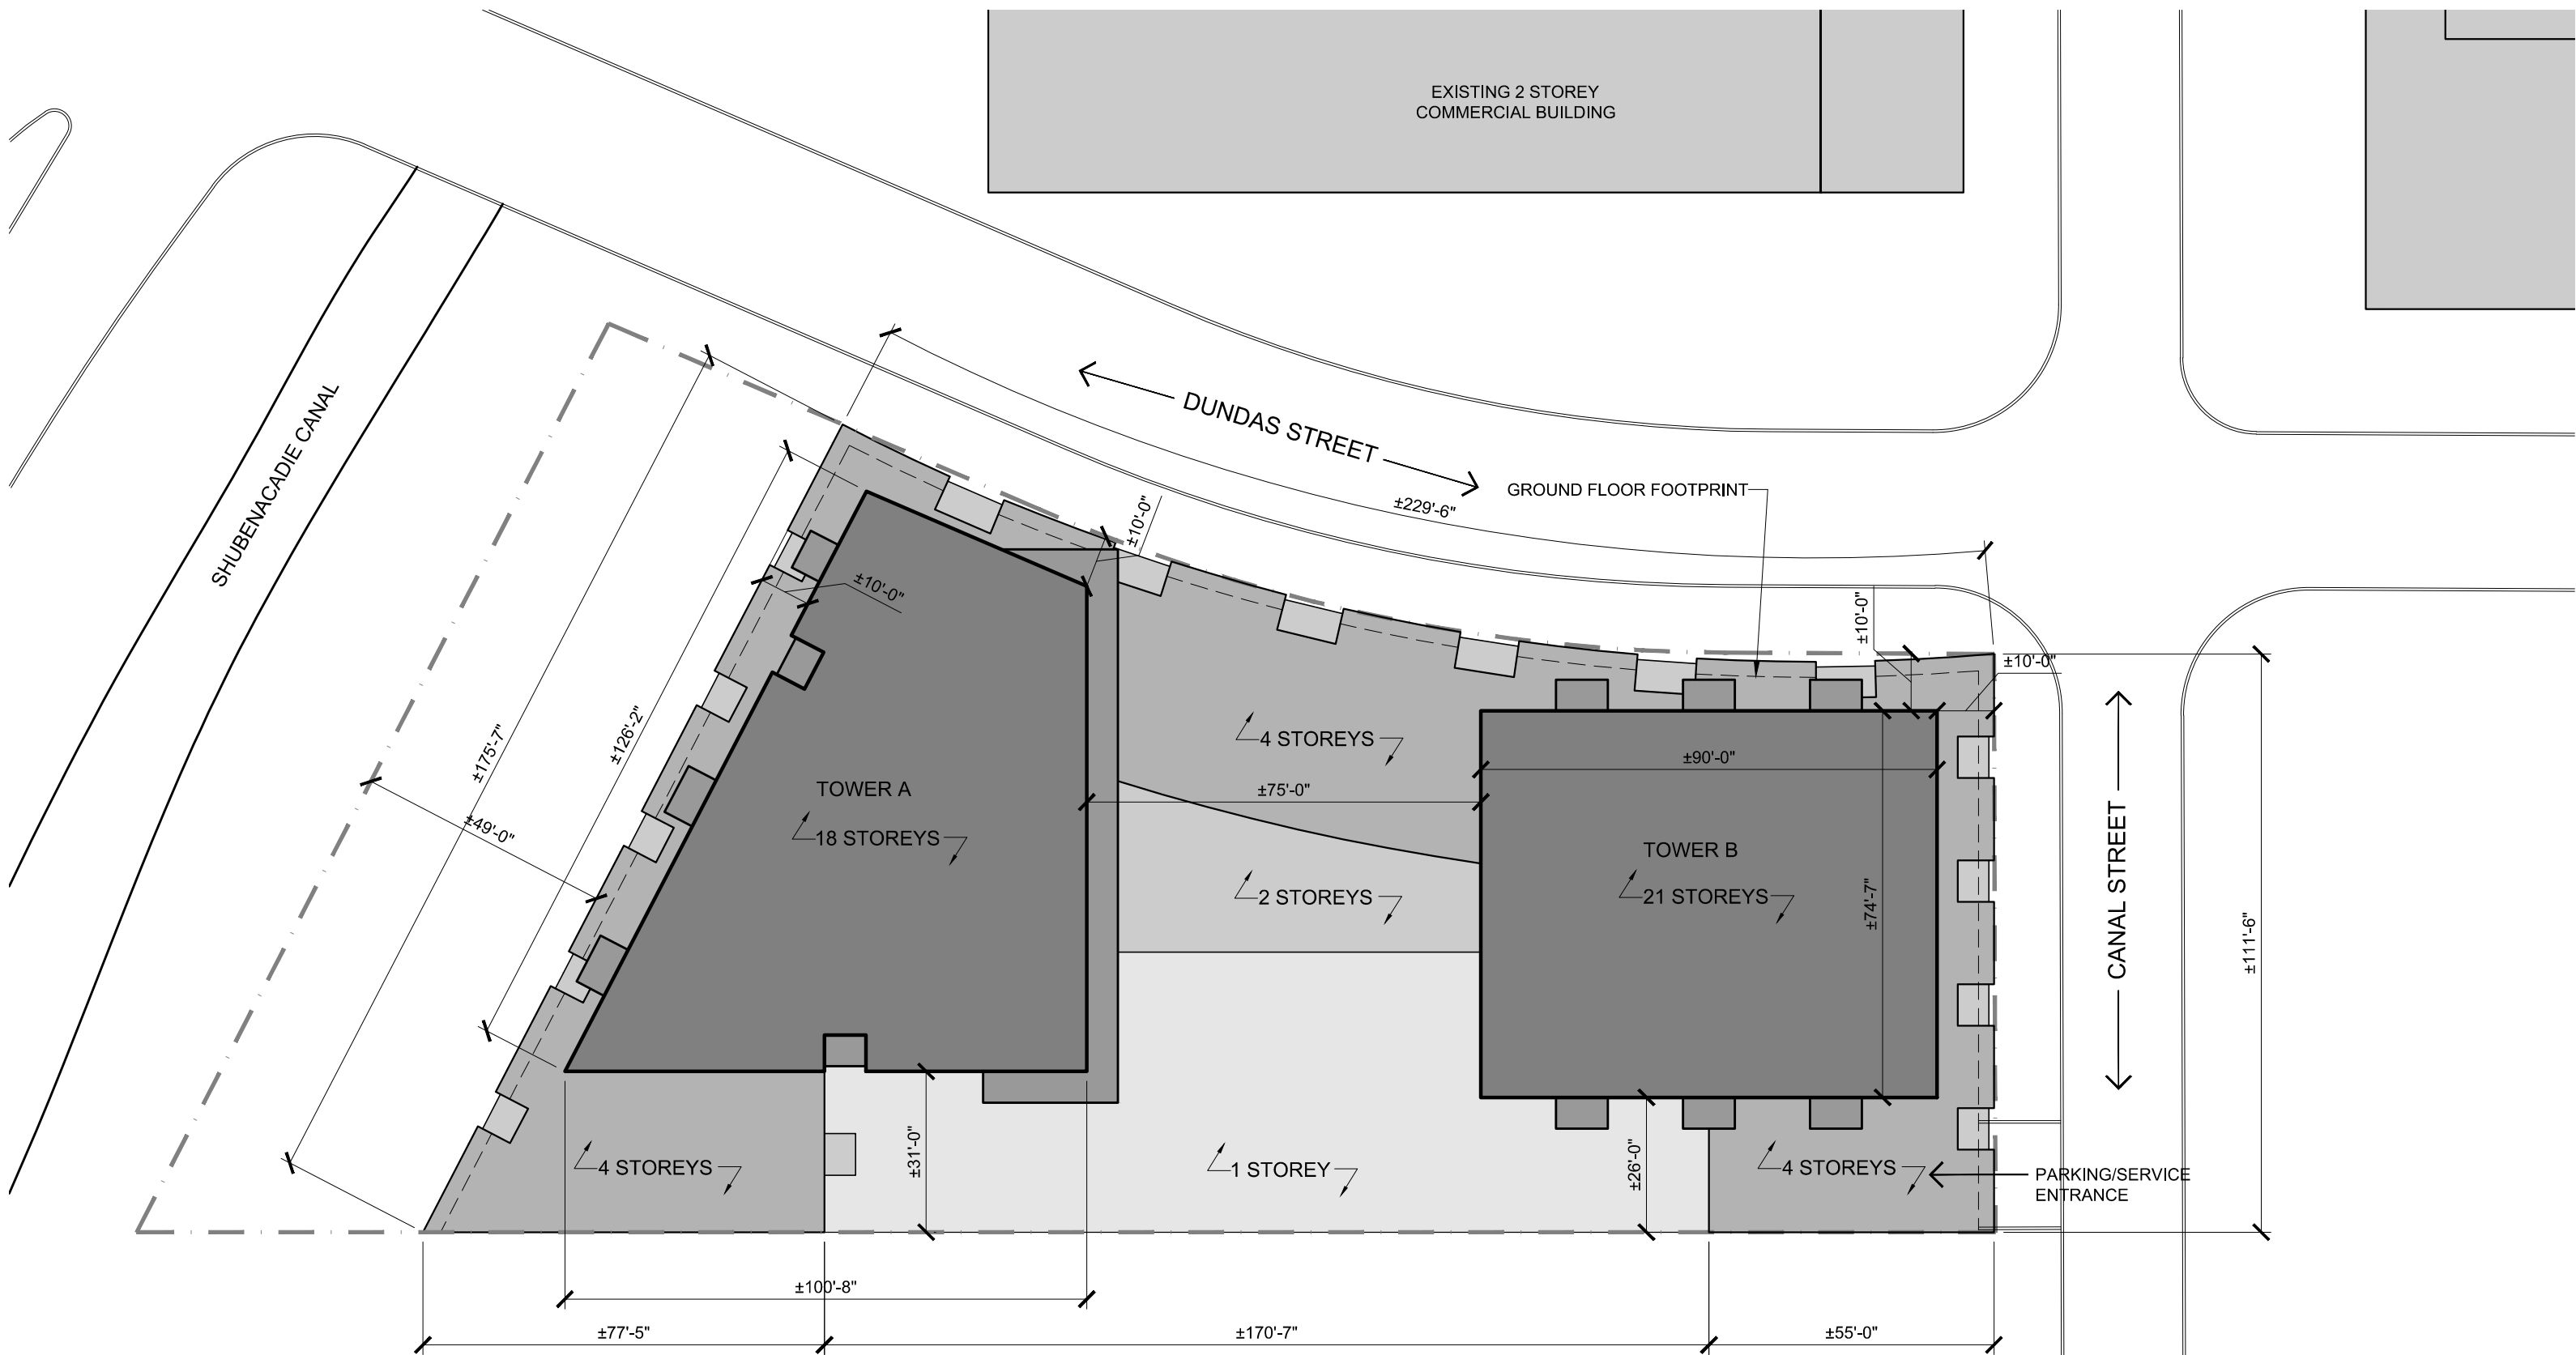 EXISTING 2 STOREY
COMMERCIAL BUILDING
SHUBENACADIE CANAL
DUNDAS STREET
GROUND FLOOR FOOTPRINT
±229'-6"
±10'-0"
±10'-0"
±10'-0"
±10'-0"
±175'-7"
±126'-2"
±49'-0"
TOWER A
18 STOREYS
4 STOREYS
±75'-0"
±90'-0"
2 STOREYS
TOWER B
21 STOREYS
±74'-7"
CANAL STREET
±111'-6"
4 STOREYS
±31'-0"
1 STOREY
±26'-0"
4 STOREYS
PARKING/SERVICE
ENTRANCE
±100'-8"
±77'-5"
±170'-7"
±55'-0"